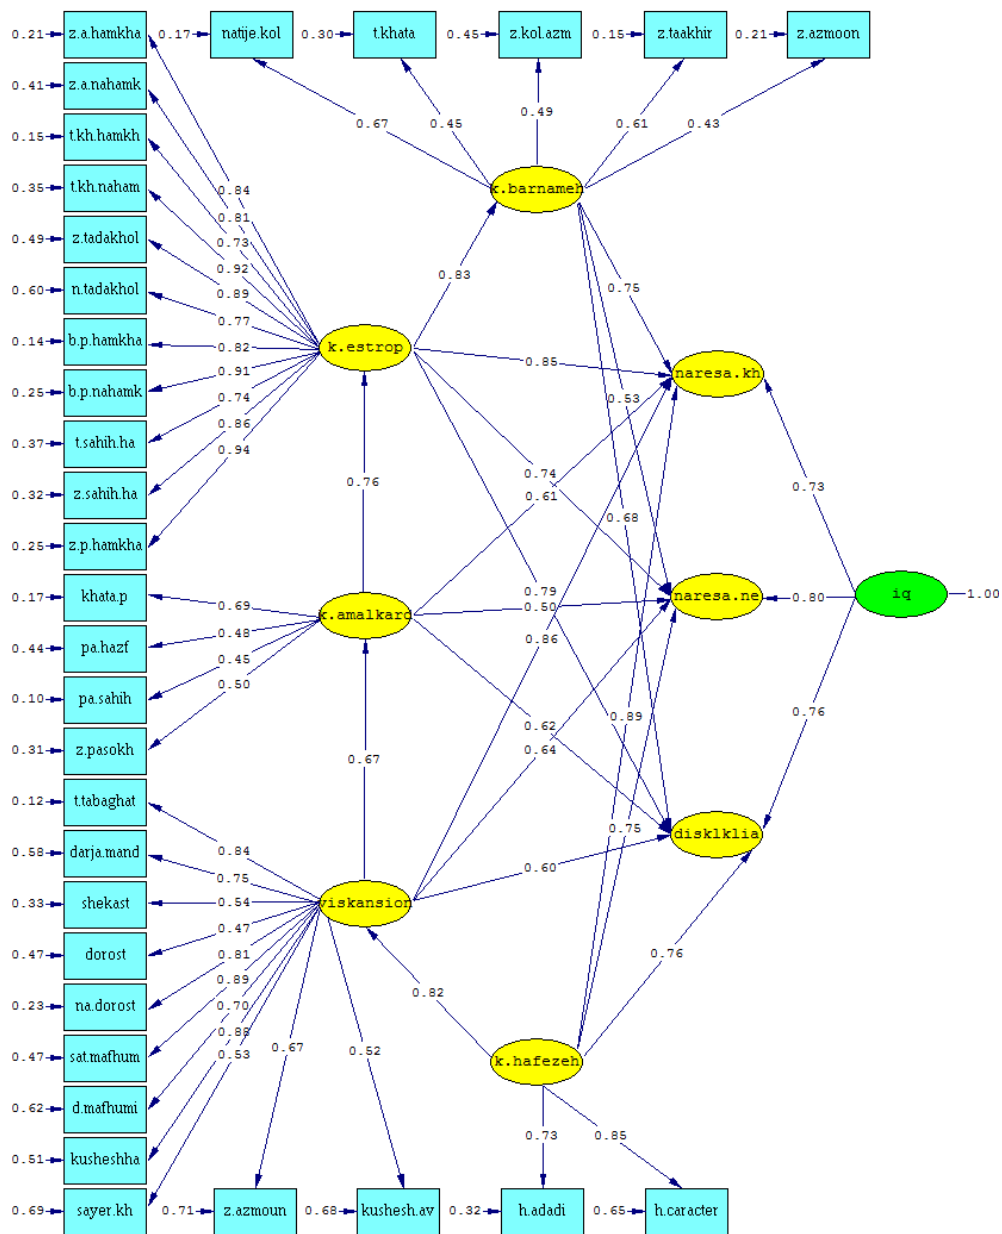 0.21 z.a.hamkha 0.17 natije.kol 0.30 t.khata 0.45 z.kol.azm 0.15 z.taakhir 0.21 z.azmoon
0.41 z.a.nahamk
0.67 0.45 0.49 0.61 0.43
0.15 t.kh.hamkh
0.35 t.kh.naham
k.barnameh
0.84
0.81
0.73
0.92
0.89
0.77
0.82
0.91
0.74
0.86
0.94
0.49 z.tadakhol
0.83 0.75
0.60 n.tadakhol
0.14 b.p.hamkha
k.estrop
0.85
naresa.kh
0.25 b.p.nahamk
0.53
0.37 t.sahih.ha
0.76 0.74 0.61
0.73
0.32 z.sahih.ha
0.68
0.25 z.p.hamkha
0.17 khata.p
0.69
0.48
0.45
0.50
k.amalkard
0.79
0.50
naresa.ne
0.80
iq
1.00
0.44 pa.hazf
0.86
0.10 pa.sahih
0.89
0.76
0.62
0.31 z.pasokh
0.67 0.64
0.12 t.tabaghat
0.75
disklklia
0.58 darja.mand
0.84
0.75
0.54
0.47
0.81
0.89
0.70
0.88
0.53
0.60
0.33 shekast
viskansion
0.47 dorost
0.76
0.23 na.dorost
0.82
0.47 sat.mafhum
0.67 0.52
k.hafezeh
0.62 d.mafhumi
0.73 0.85
0.51 kusheshha
0.69 sayer.kh 0.71 z.azmoun 0.68 kushesh.av 0.32 h.adadi 0.65 h.caracter